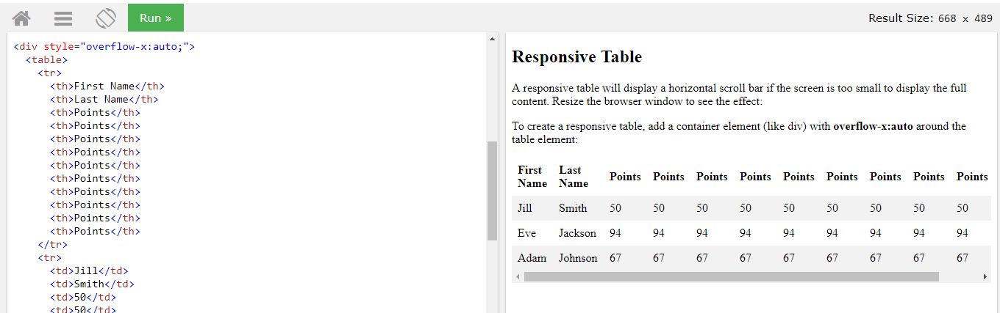 Run »
Result Size: 668 x 489
<div style="overflow-x:auto;">
<table>
<tr>
<th>First Name</th>
<th>Last Name</th>
<th>Points</th>
<th>Points</th>
<th>Points</th>
<th>Points</th>
<th>Points</th>
<th>Points</th>
<th>Points</th>
<th>Points</th>
<th>Points</th>
<th>Points</th>
</tr>
<tr>
<td>Jill</td>
<td>Smith</td>
<td>50</td>
<td>50</td>
Responsive Table
A responsive table will display a horizontal scroll bar if the screen is too small to display the full
content. Resize the browser window to see the effect:
To create a responsive table, add a container element (like div) with overflow-x:auto around the
table element:
First Name Last Name Points Points Points Points Points Points Points Points Points
Jill Smith 50 50 50 50 50 50 50 50 50
Eve Jackson 94 94 94 94 94 94 94 94 94
Adam Johnson 67 67 67 67 67 67 67 67 67